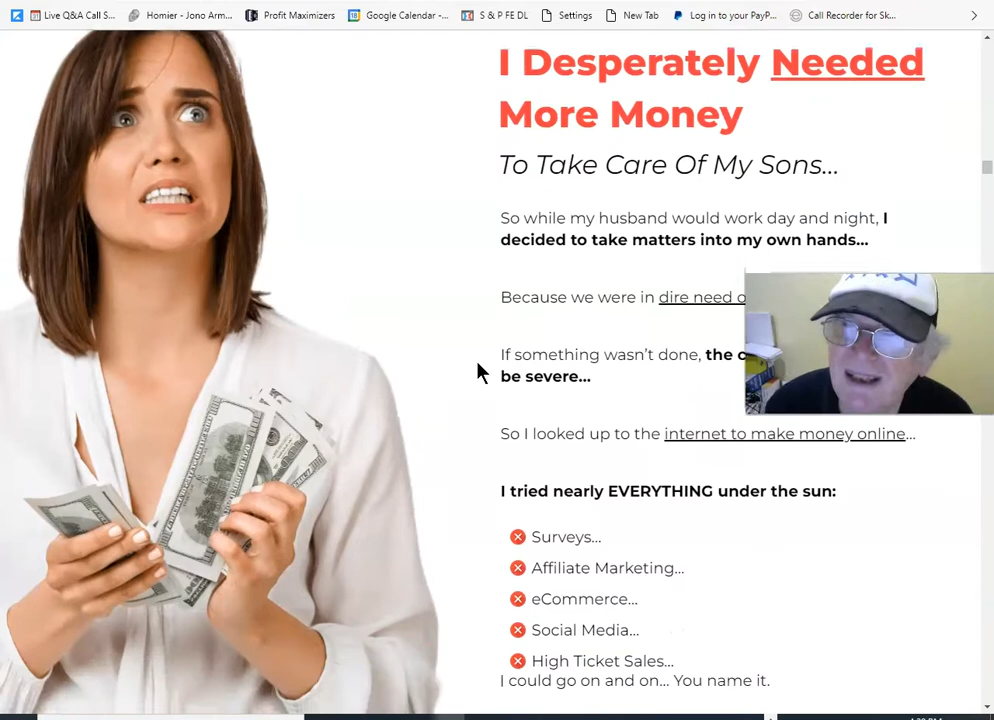 Live Q&A Call S... Homier - Jono Arm... Profit Maximizers Google Calendar -... S & P FE DL Settings New Tab Log in to your PayP... Call Recorder for Sk...
I Desperately Needed
More Money
To Take Care Of My Sons...
So while my husband would work day and night, I
decided to take matters into my own hands...
Because we were in dire need
If something wasn't done, the
be severe...
So I looked up to the internet to make money online...
I tried nearly EVERYTHING under the sun:
Surveys...
Affiliate Marketing...
eCommerce...
Social Media...
High Ticket Sales...
I could go on and on... You name it.